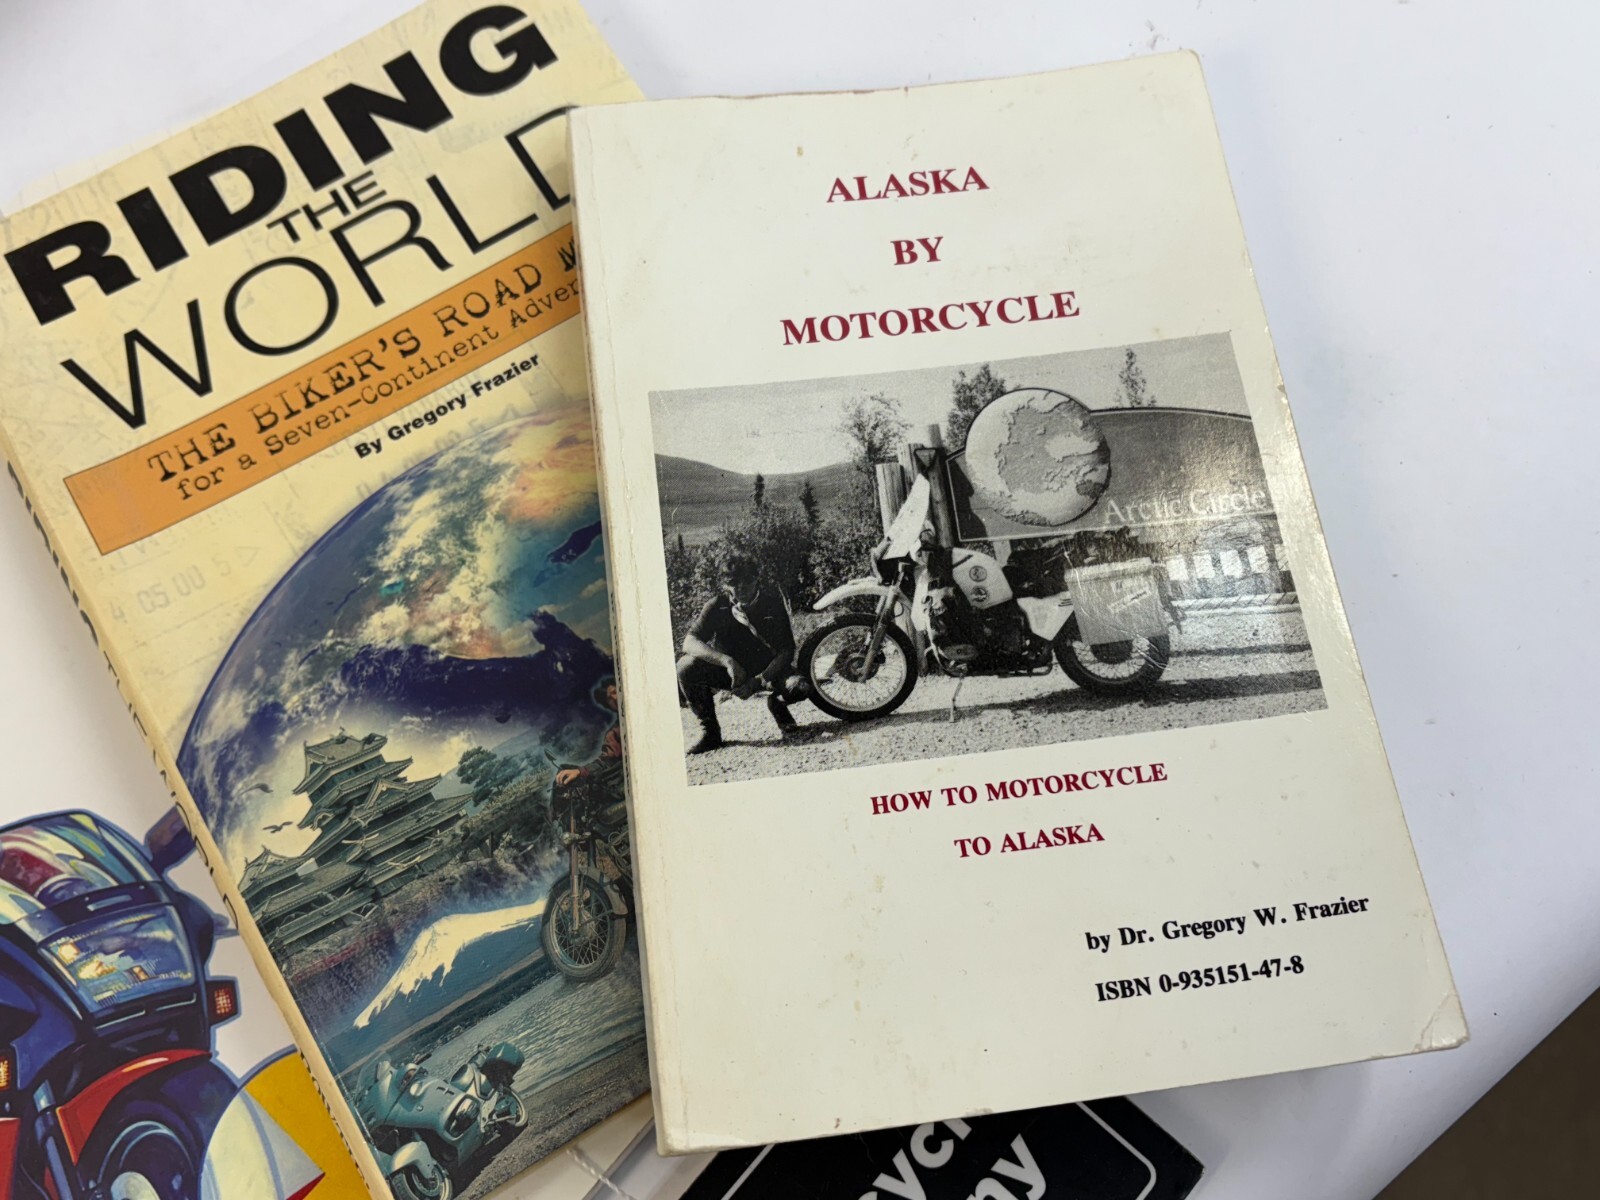 RIDING
THE
WORLD
THE BIKER'S ROAD
for a Seven-Continent
By Gregory Frazier
ALASKA
BY
MOTORCYCLE
Arctic Circle
HOW TO MOTORCYCLE
TO ALASKA
by Dr. Gregory W. Frazier
ISBN 0-935151-47-8